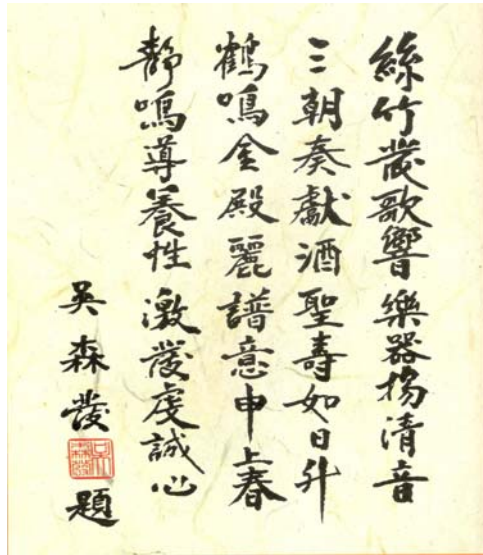 絲竹發歌響樂器揚清音
三朝奏獻酒聖壽如日升
鶴鳴金殿麗譜意申上春
靜鳴導養性激發虔誠心
吳森發題